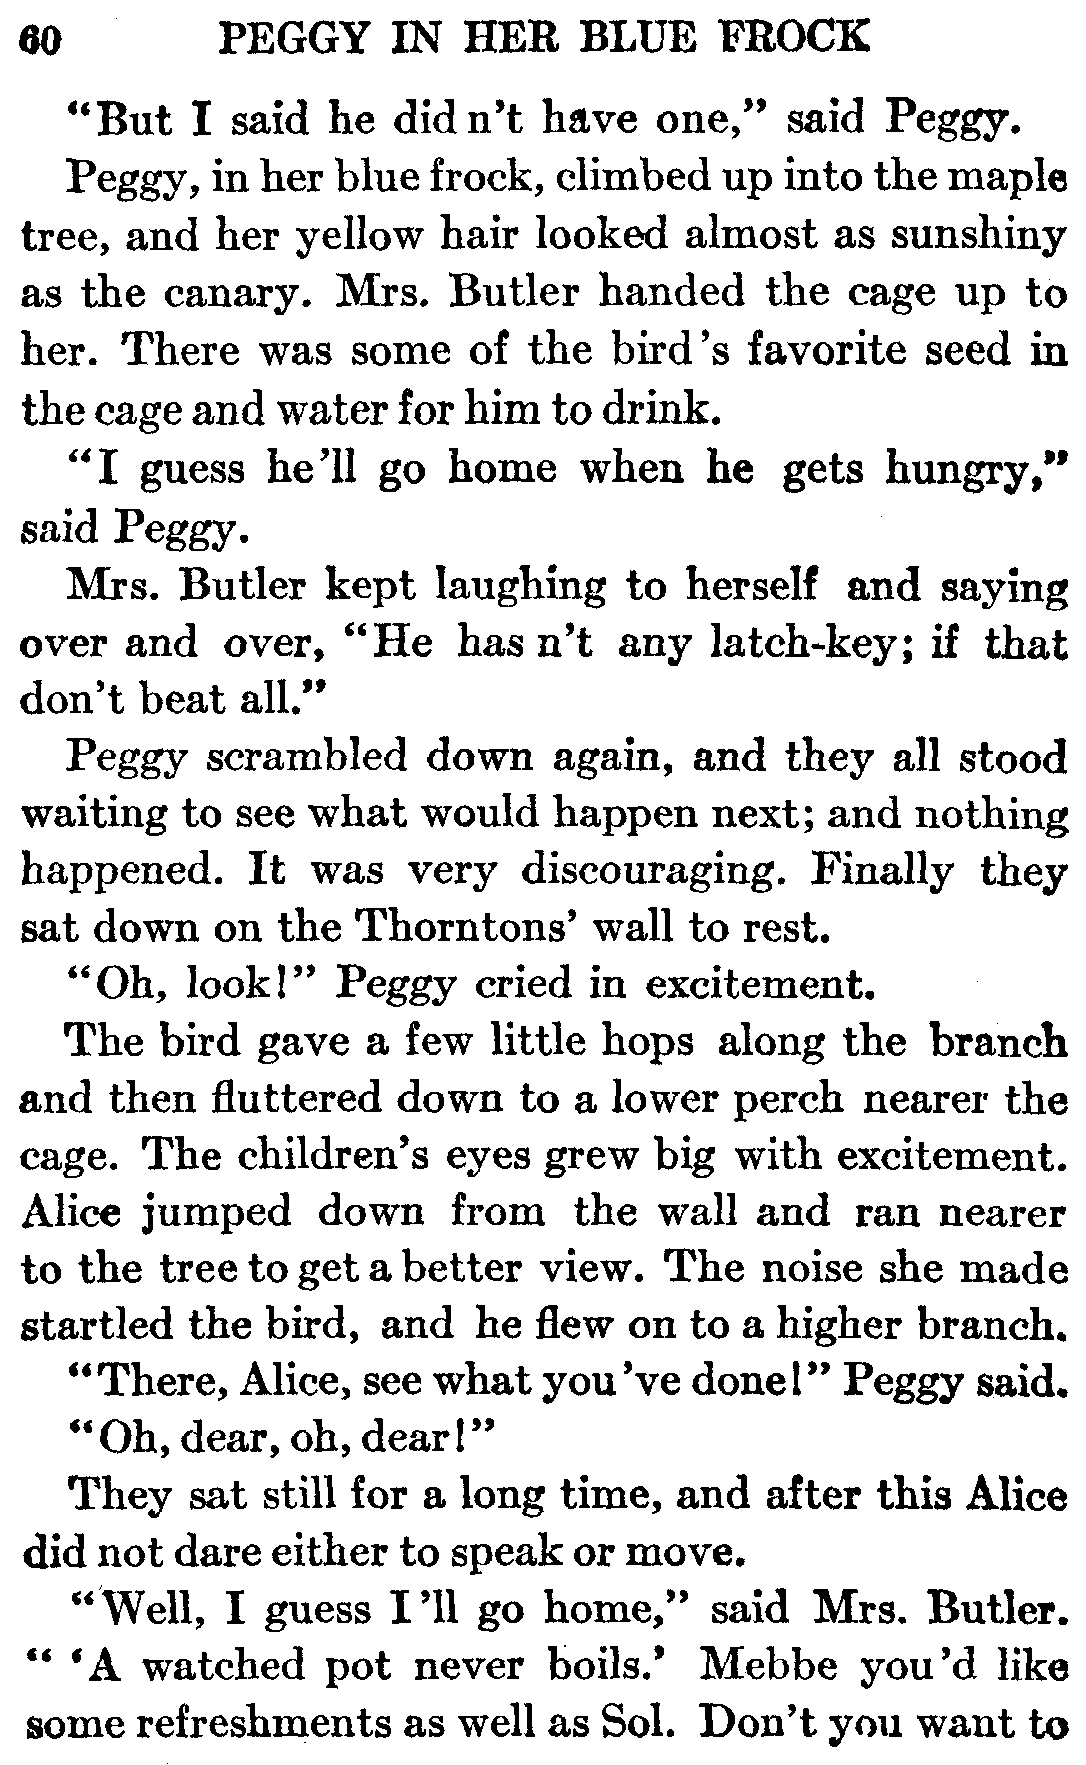 60 PEGGY IN HER BLUE FROCK
"But I said he did n't have one," said Peggy.
Peggy, in her blue frock, climbed up into the maple
tree, and her yellow hair looked almost as sunshiny
as the canary. Mrs. Butler handed the cage up to
her. There was some of the bird's favorite seed in
the cage and water for him to drink.
"I guess he'll go home when he gets hungry,"
said Peggy.
Mrs. Butler kept laughing to herself and saying
over and over, "He has n't any latch-key; if that
don't beat all."
Peggy scrambled down again, and they all stood
waiting to see what would happen next; and nothing
happened. It was very discouraging. Finally they
sat down on the Thorntons' wall to rest.
"Oh, look!" Peggy cried in excitement.
The bird gave a few little hops along the branch
and then fluttered down to a lower perch nearer the
cage. The children's eyes grew big with excitement.
Alice jumped down from the wall and ran nearer
to the tree to get a better view. The noise she made
startled the bird, and he flew on to a higher branch.
"There, Alice, see what you 've done!" Peggy said.
"Oh, dear, oh, dear!"
They sat still for a long time, and after this Alice
did not dare either to speak or move.
"Well, I guess I 'll go home," said Mrs. Butler.
" 'A watched pot never boils.' Mebbe you 'd like
some refreshments as well as Sol. Don't you want to